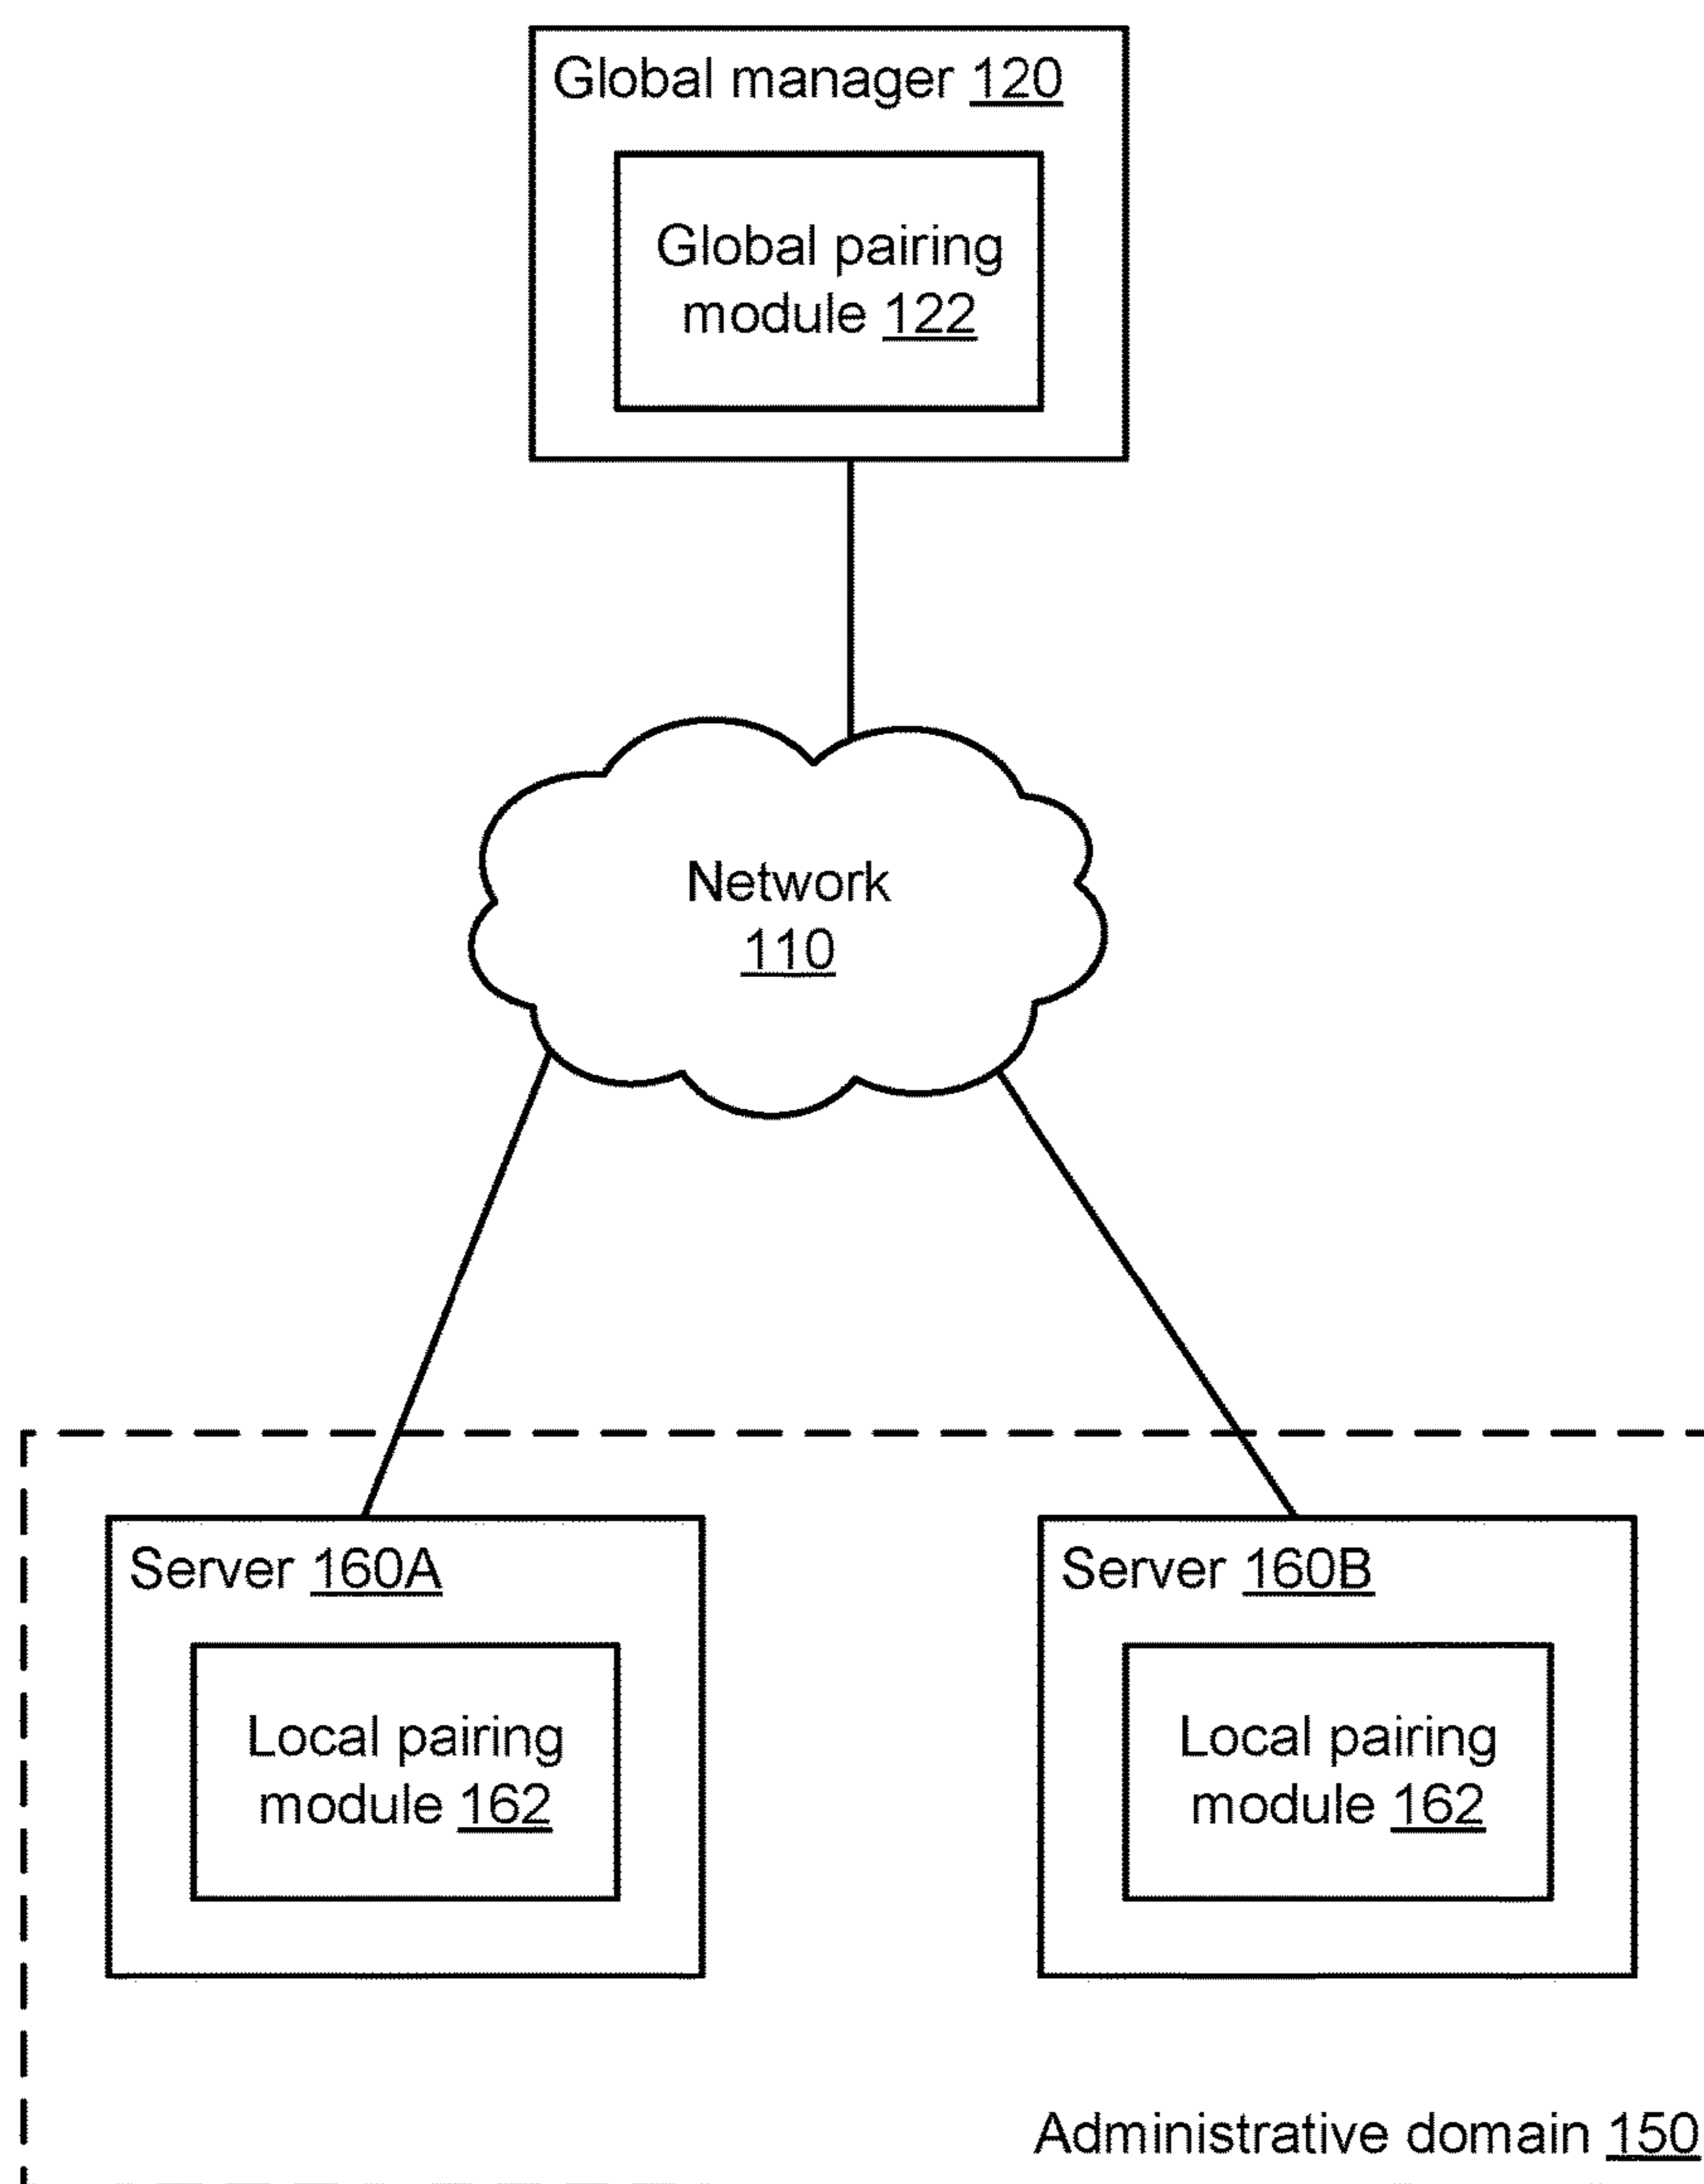 Global manager 120
Global pairing
module 122
Network
110
Server 160A
Server 160B
Local pairing
module 162
Local pairing
module 162
Administrative domain 150